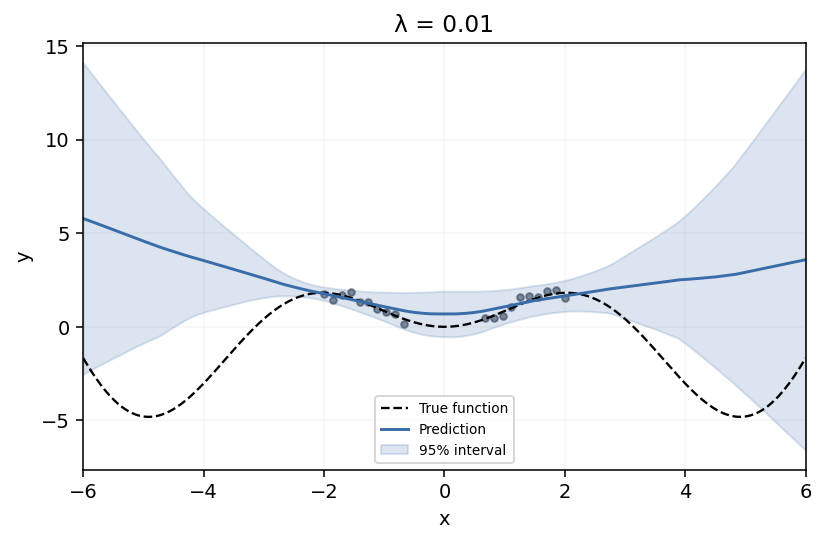 λ = 0.01
15
10
5
0
−5
y
−6
−4
−2
0
2
4
6
x
True function
Prediction
95% interval